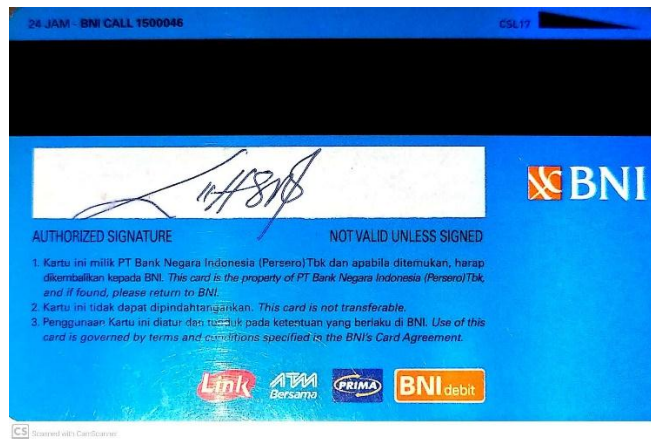 24 JAM - BNI CALL 1500046
CSL17
BNI
AUTHORIZED SIGNATURE
NOT VALID UNLESS SIGNED
1. Kartu ini milik PT Bank Negara Indonesia (Persero) Tbk dan apabila ditemukan, harap
dikembalikan kepada BNI. This card is the property of PT Bank Negara Indonesia (Persero) Tbk,
and if found, please return to BNI.
2. Kartu ini tidak dapat dipindahtangankan. This card is not transferable.
3. Penggunaan Kartu ini diatur dan tunduk pada ketentuan yang berlaku di BNI. Use of this
card is governed by terms and conditions specified in the BNI's Card Agreement.
Link
ATM
Bersama
PRIMA
BNI debit
CS Scanned with CamScanner